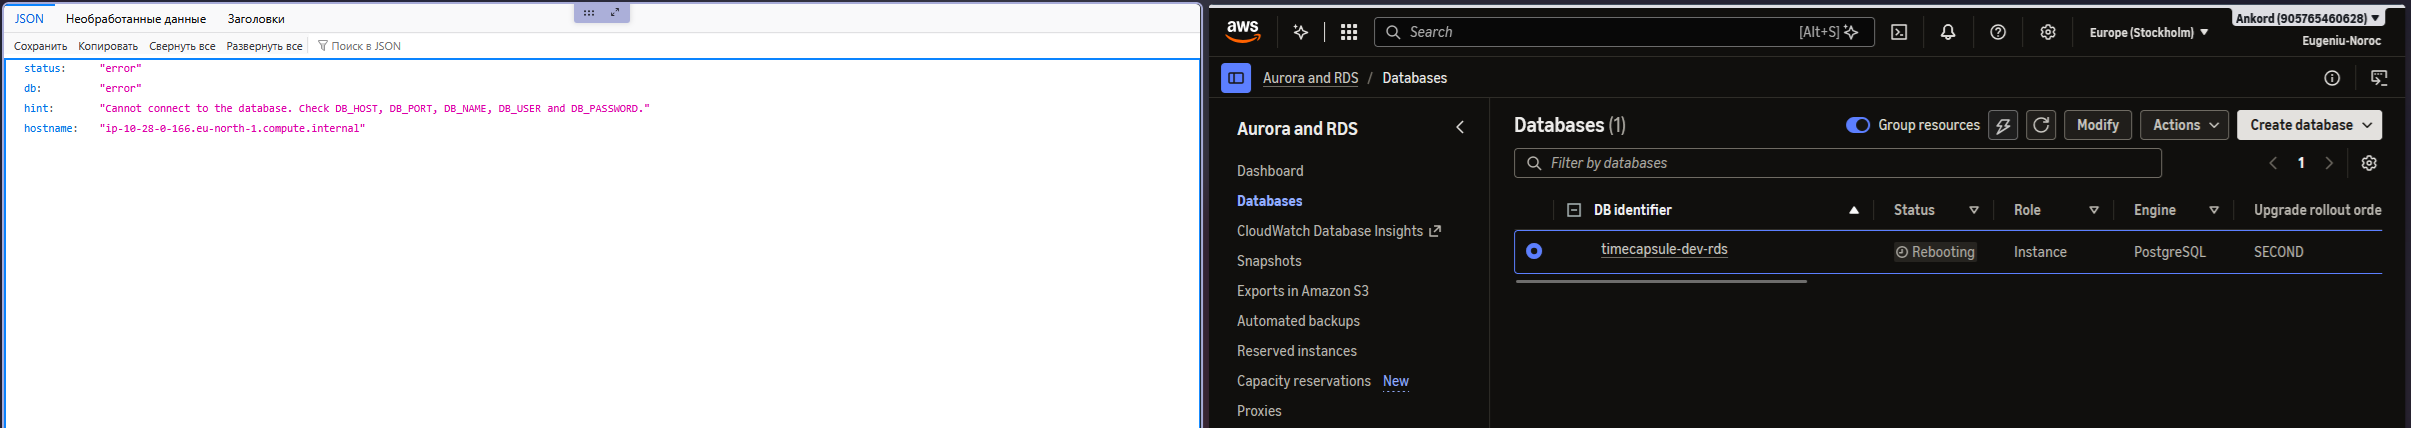 JSON Необработанные данные Заголовки
Сохранить Копировать Свернуть все Развернуть все Поиск в JSON
status: "error"
db: "error"
hint: "Cannot connect to the database. Check DB_HOST, DB_PORT, DB_NAME, DB_USER and DB_PASSWORD."
hostname: "ip-10-28-0-166.eu-north-1.compute.internal"
aws
Search [Alt+S]
Europe (Stockholm)
Ankord (905765460628)
Eugeniu-Noroc
Aurora and RDS / Databases
Aurora and RDS
Dashboard
Databases
CloudWatch Database Insights
Snapshots
Exports in Amazon S3
Automated backups
Reserved instances
Capacity reservations New
Proxies
Databases (1)
Group resources Modify Actions Create database
Filter by databases
1
DB identifier Status Role Engine Upgrade rollout orde
timecapsule-dev-rds Rebooting Instance PostgreSQL SECOND